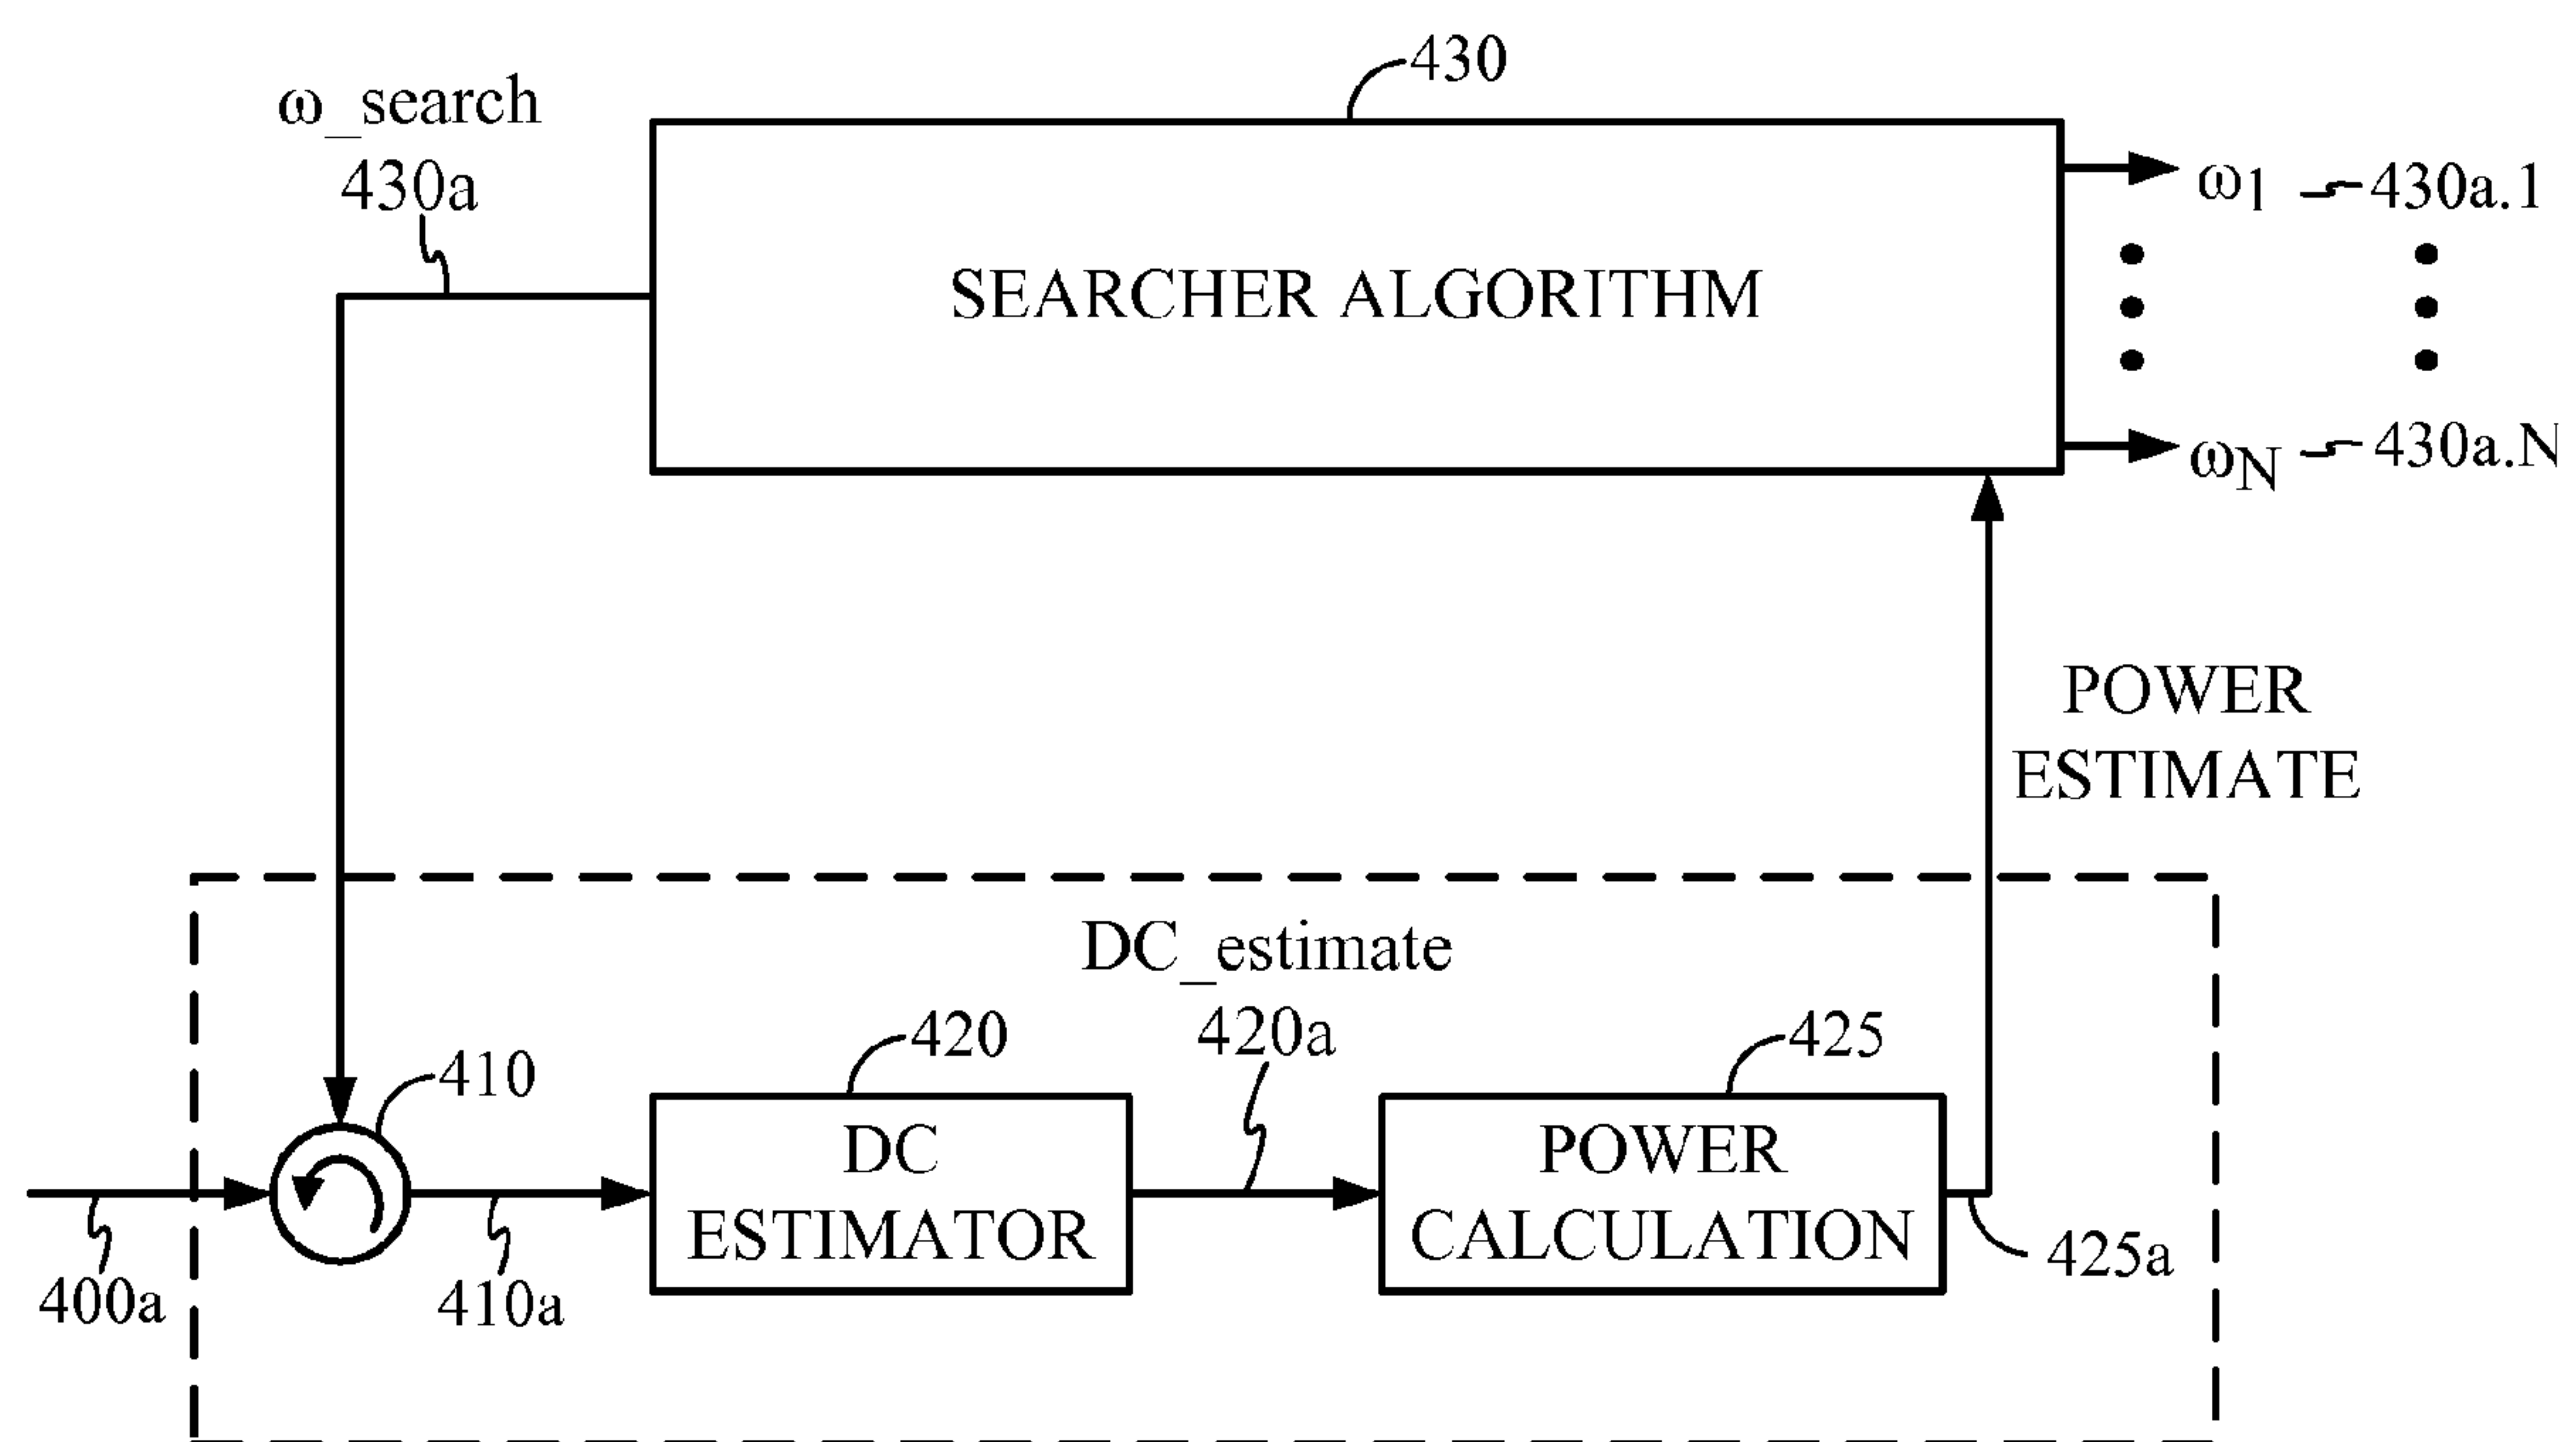 430
ω_search
430a
SEARCHER ALGORITHM
ω1
430a.1
ωN
430a.N
POWER
ESTIMATE
DC_estimate
420a
420
425
410
DC
ESTIMATOR
POWER
CALCULATION
400a
410a
425a